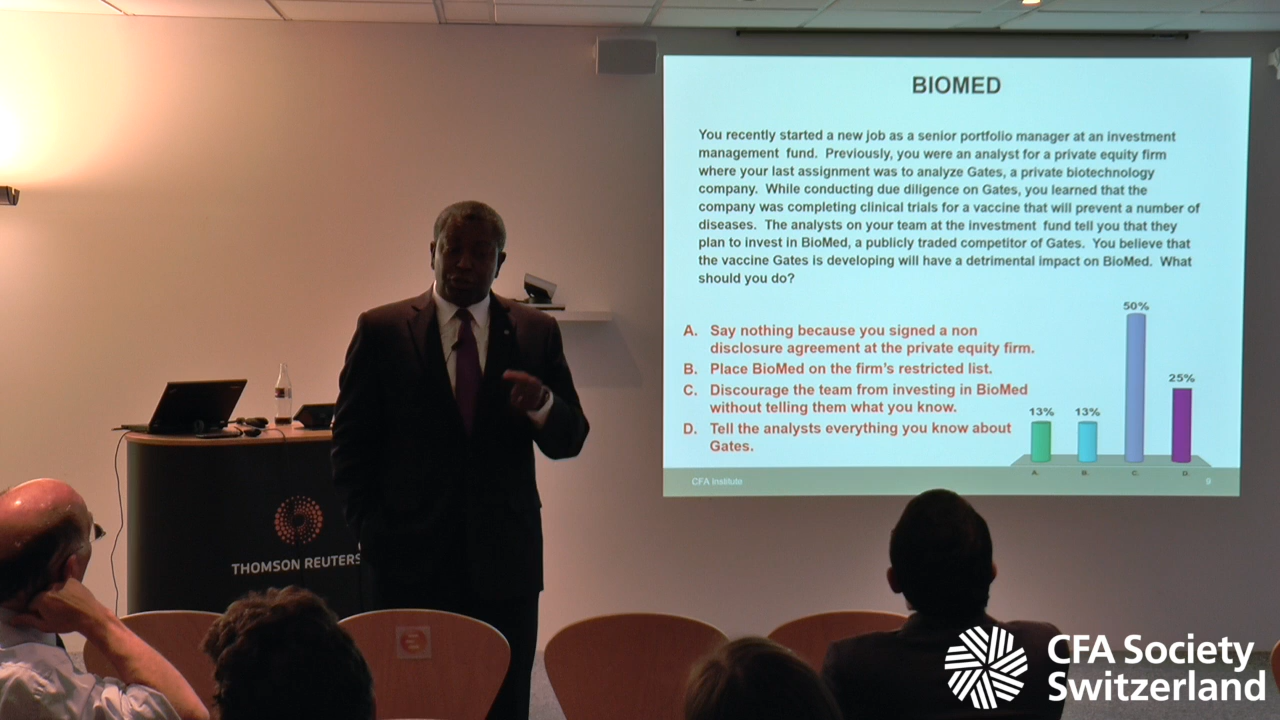 BIOMED
You recently started a new job as a senior portfolio manager at an investment
management fund. Previously, you were an analyst for a private equity firm
where your last assignment was to analyze Gates, a private biotechnology
company. While conducting due diligence on Gates, you learned that the
company was completing clinical trials for a vaccine that will prevent a number of
diseases. The analysts on your team at the investment fund tell you that they
plan to invest in BioMed, a publicly traded competitor of Gates. You believe that
the vaccine Gates is developing will have a detrimental impact on BioMed. What
should you do?
A. Say nothing because you signed a non
disclosure agreement at the private equity firm.
B. Place BioMed on the firm's restricted list.
C. Discourage the team from investing in BioMed
without telling them what you know.
D. Tell the analysts everything you know about
Gates.
13% 13% 50% 25%
A. B. C. D.
CFA Institute 9
THOMSON REUTERS
CFA Society
Switzerland